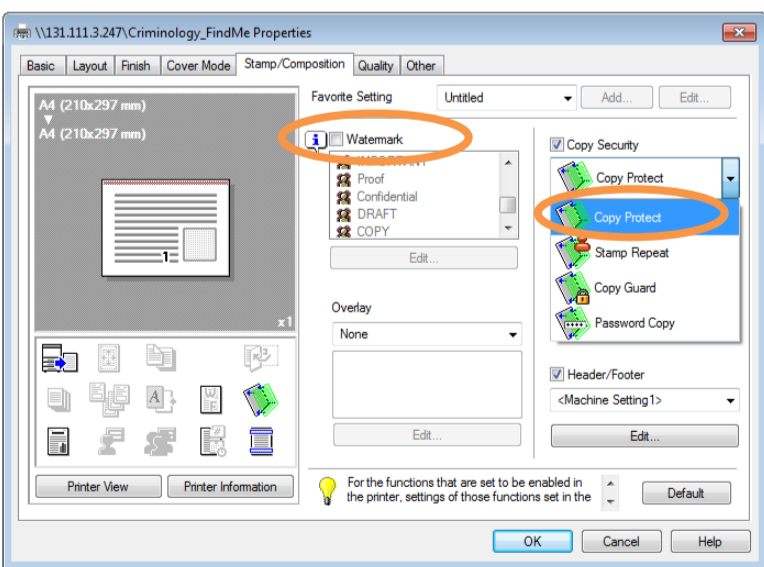 \\131.111.3.247\Criminology_FindMe Properties
Basic Layout Finish Cover Mode Stamp/Composition Quality Other
A4 (210x297 mm)
A4 (210x297 mm)
1
x1
Printer View Printer Information
Favorite Setting Untitled Add... Edit...
Watermark
IMPORTANT
Proof
Confidential
DRAFT
COPY
Edit...
Overlay
None
Edit...
Copy Security
Copy Protect
Copy Protect
Stamp Repeat
Copy Guard
Password Copy
Header/Footer
<Machine Setting1>
Edit...
For the functions that are set to be enabled in
the printer, settings of those functions set in the
Default
OK Cancel Help